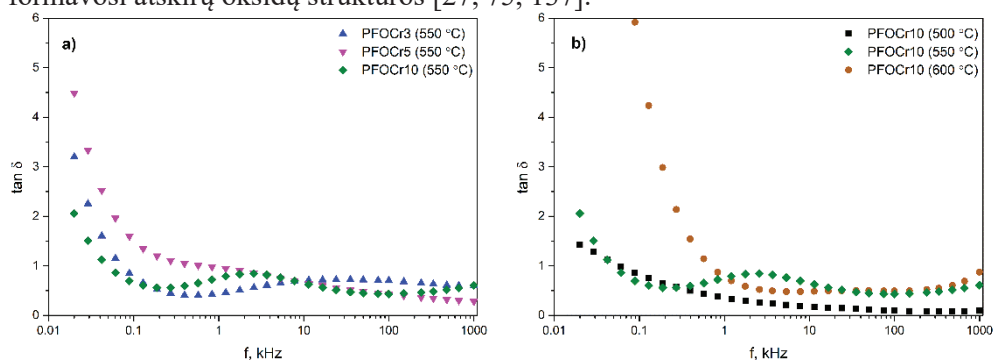 formavosi atskirų oksidų struktūros [27, 75, 137].
a)
PFOCr3 (550 °C)
PFOCr5 (550 °C)
PFOCr10 (550 °C)
6
5
4
3
2
1
0
tan δ
0.01 0.1 1 10 100 1000
f, kHz
b)
PFOCr10 (500 °C)
PFOCr10 (550 °C)
PFOCr10 (600 °C)
6
5
4
3
2
1
0
tan δ
0.01 0.1 1 10 100 1000
f, kHz